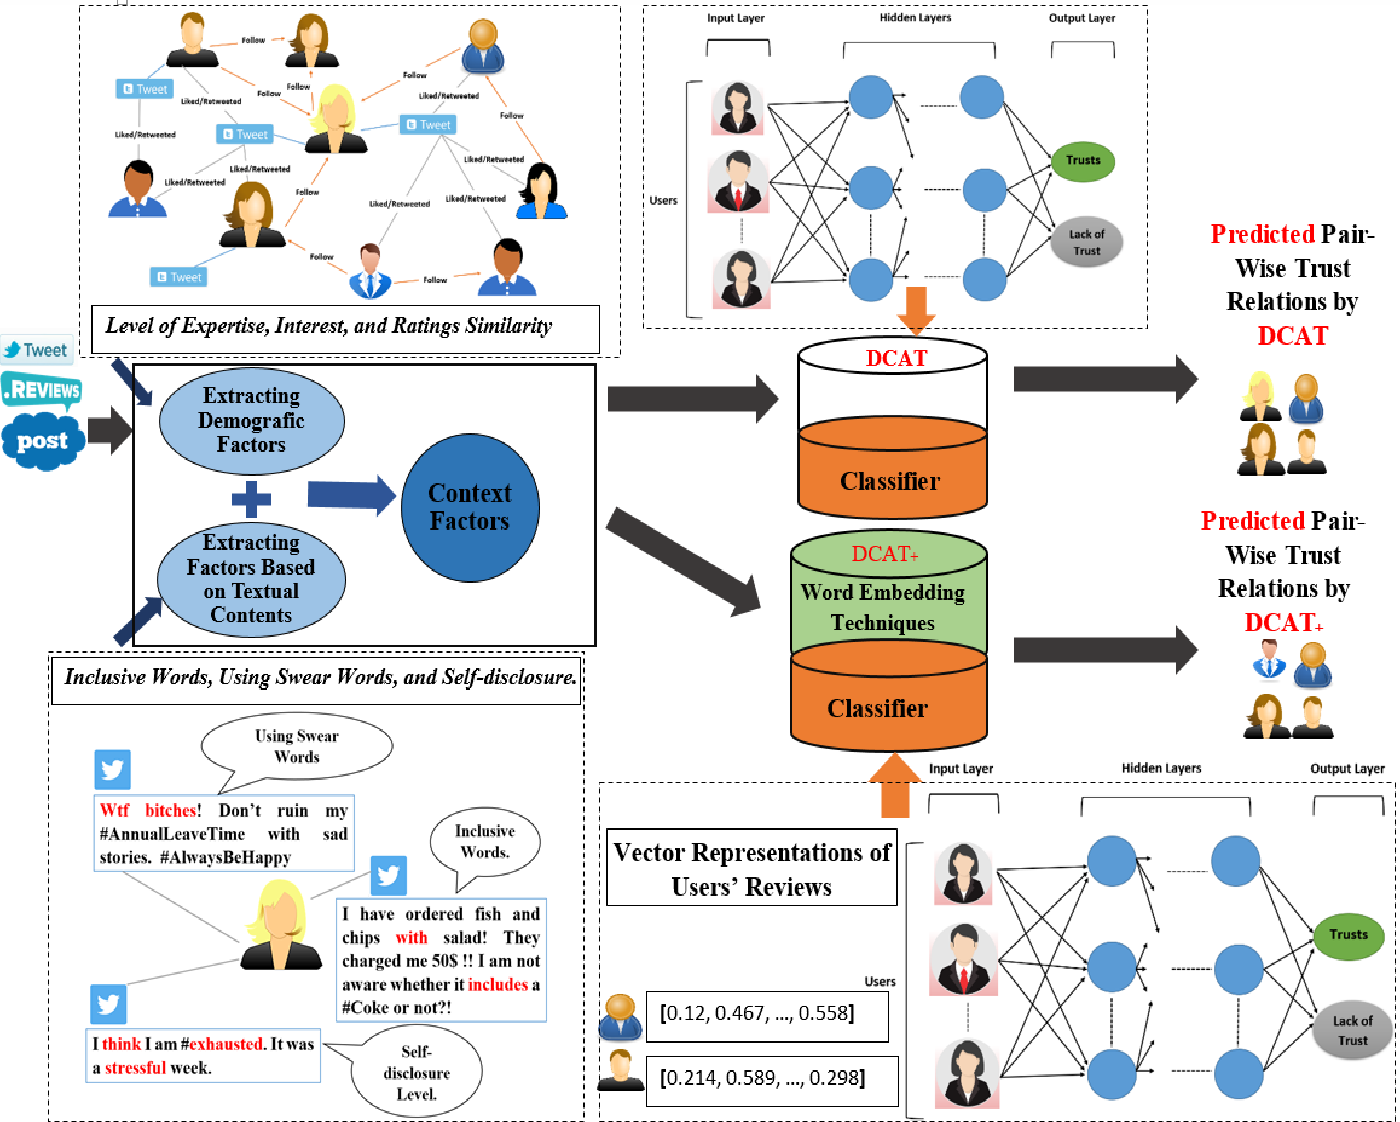 Follow
Follow
Follow
Follow
Tweet
Liked/Retweeted
Liked/Retweeted
Follow
Tweet
Tweet
Liked/Retweeted
Liked/Retweeted
Liked/Retweeted
Liked/Retweeted
Follow
Liked/Retweeted
Liked/Retweeted
Follow
Tweet
Follow
Level of Expertise, Interest, and Ratings Similarity
Input Layer
Hidden Layers
Output Layer
Users
Trusts
Lack of
Trust
Tweet
.REVIEWS
post
Extracting
Demografic
Factors
Extracting
Factors Based
on Textual
Contents
Context
Factors
DCAT
Classifier
DCAT+
Word Embedding
Techniques
Classifier
Predicted Pair-
Wise Trust
Relations by
DCAT
Predicted Pair-
Wise Trust
Relations by
DCAT+
Inclusive Words, Using Swear Words, and Self-disclosure.
Using Swear
Words
Wtf bitches! Don't ruin my
#AnnualLeaveTime with sad
stories. #AlwaysBeHappy
Inclusive
Words.
I have ordered fish and
chips with salad! They
charged me 50$ !! I am not
aware whether it includes a
#Coke or not?!
I think I am #exhausted. It was
a stressful week.
Self-
disclosure
Level.
Vector Representations of
Users' Reviews
[0.12, 0.467, ..., 0.558]
[0.214, 0.589, ..., 0.298]
Input Layer
Hidden Layers
Output Layer
Users
Trusts
Lack of
Trust